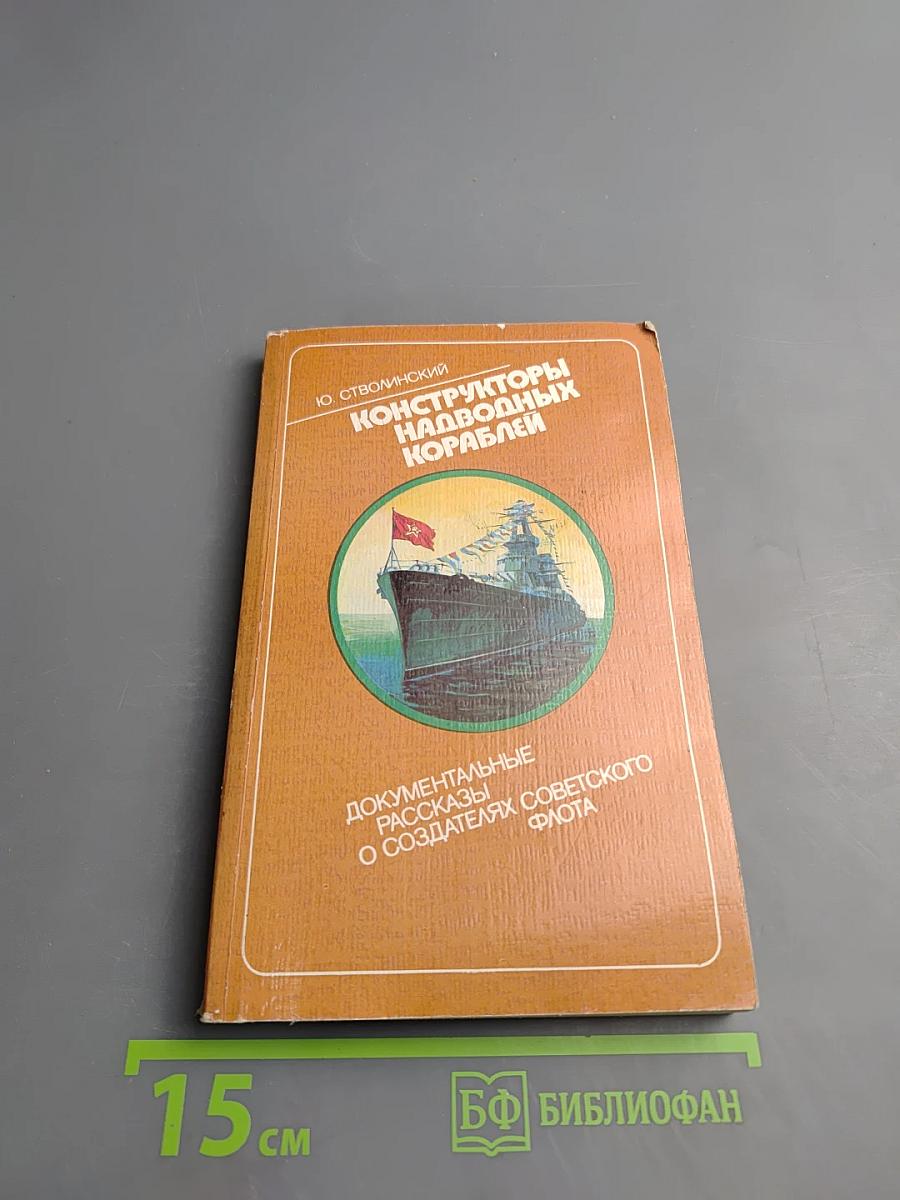 Ю. СТВОЛИНСКИЙ
КОНСТРУКТОРЫ
НАДВОДНЫХ
КОРАБЛЕЙ
ДОКУМЕНТАЛЬНЫЕ
РАССКАЗЫ
О СОЗДАТЕЛЯХ СОВЕТСКОГО
ФЛОТА
15 СМ
БФ БИБЛИОФАН